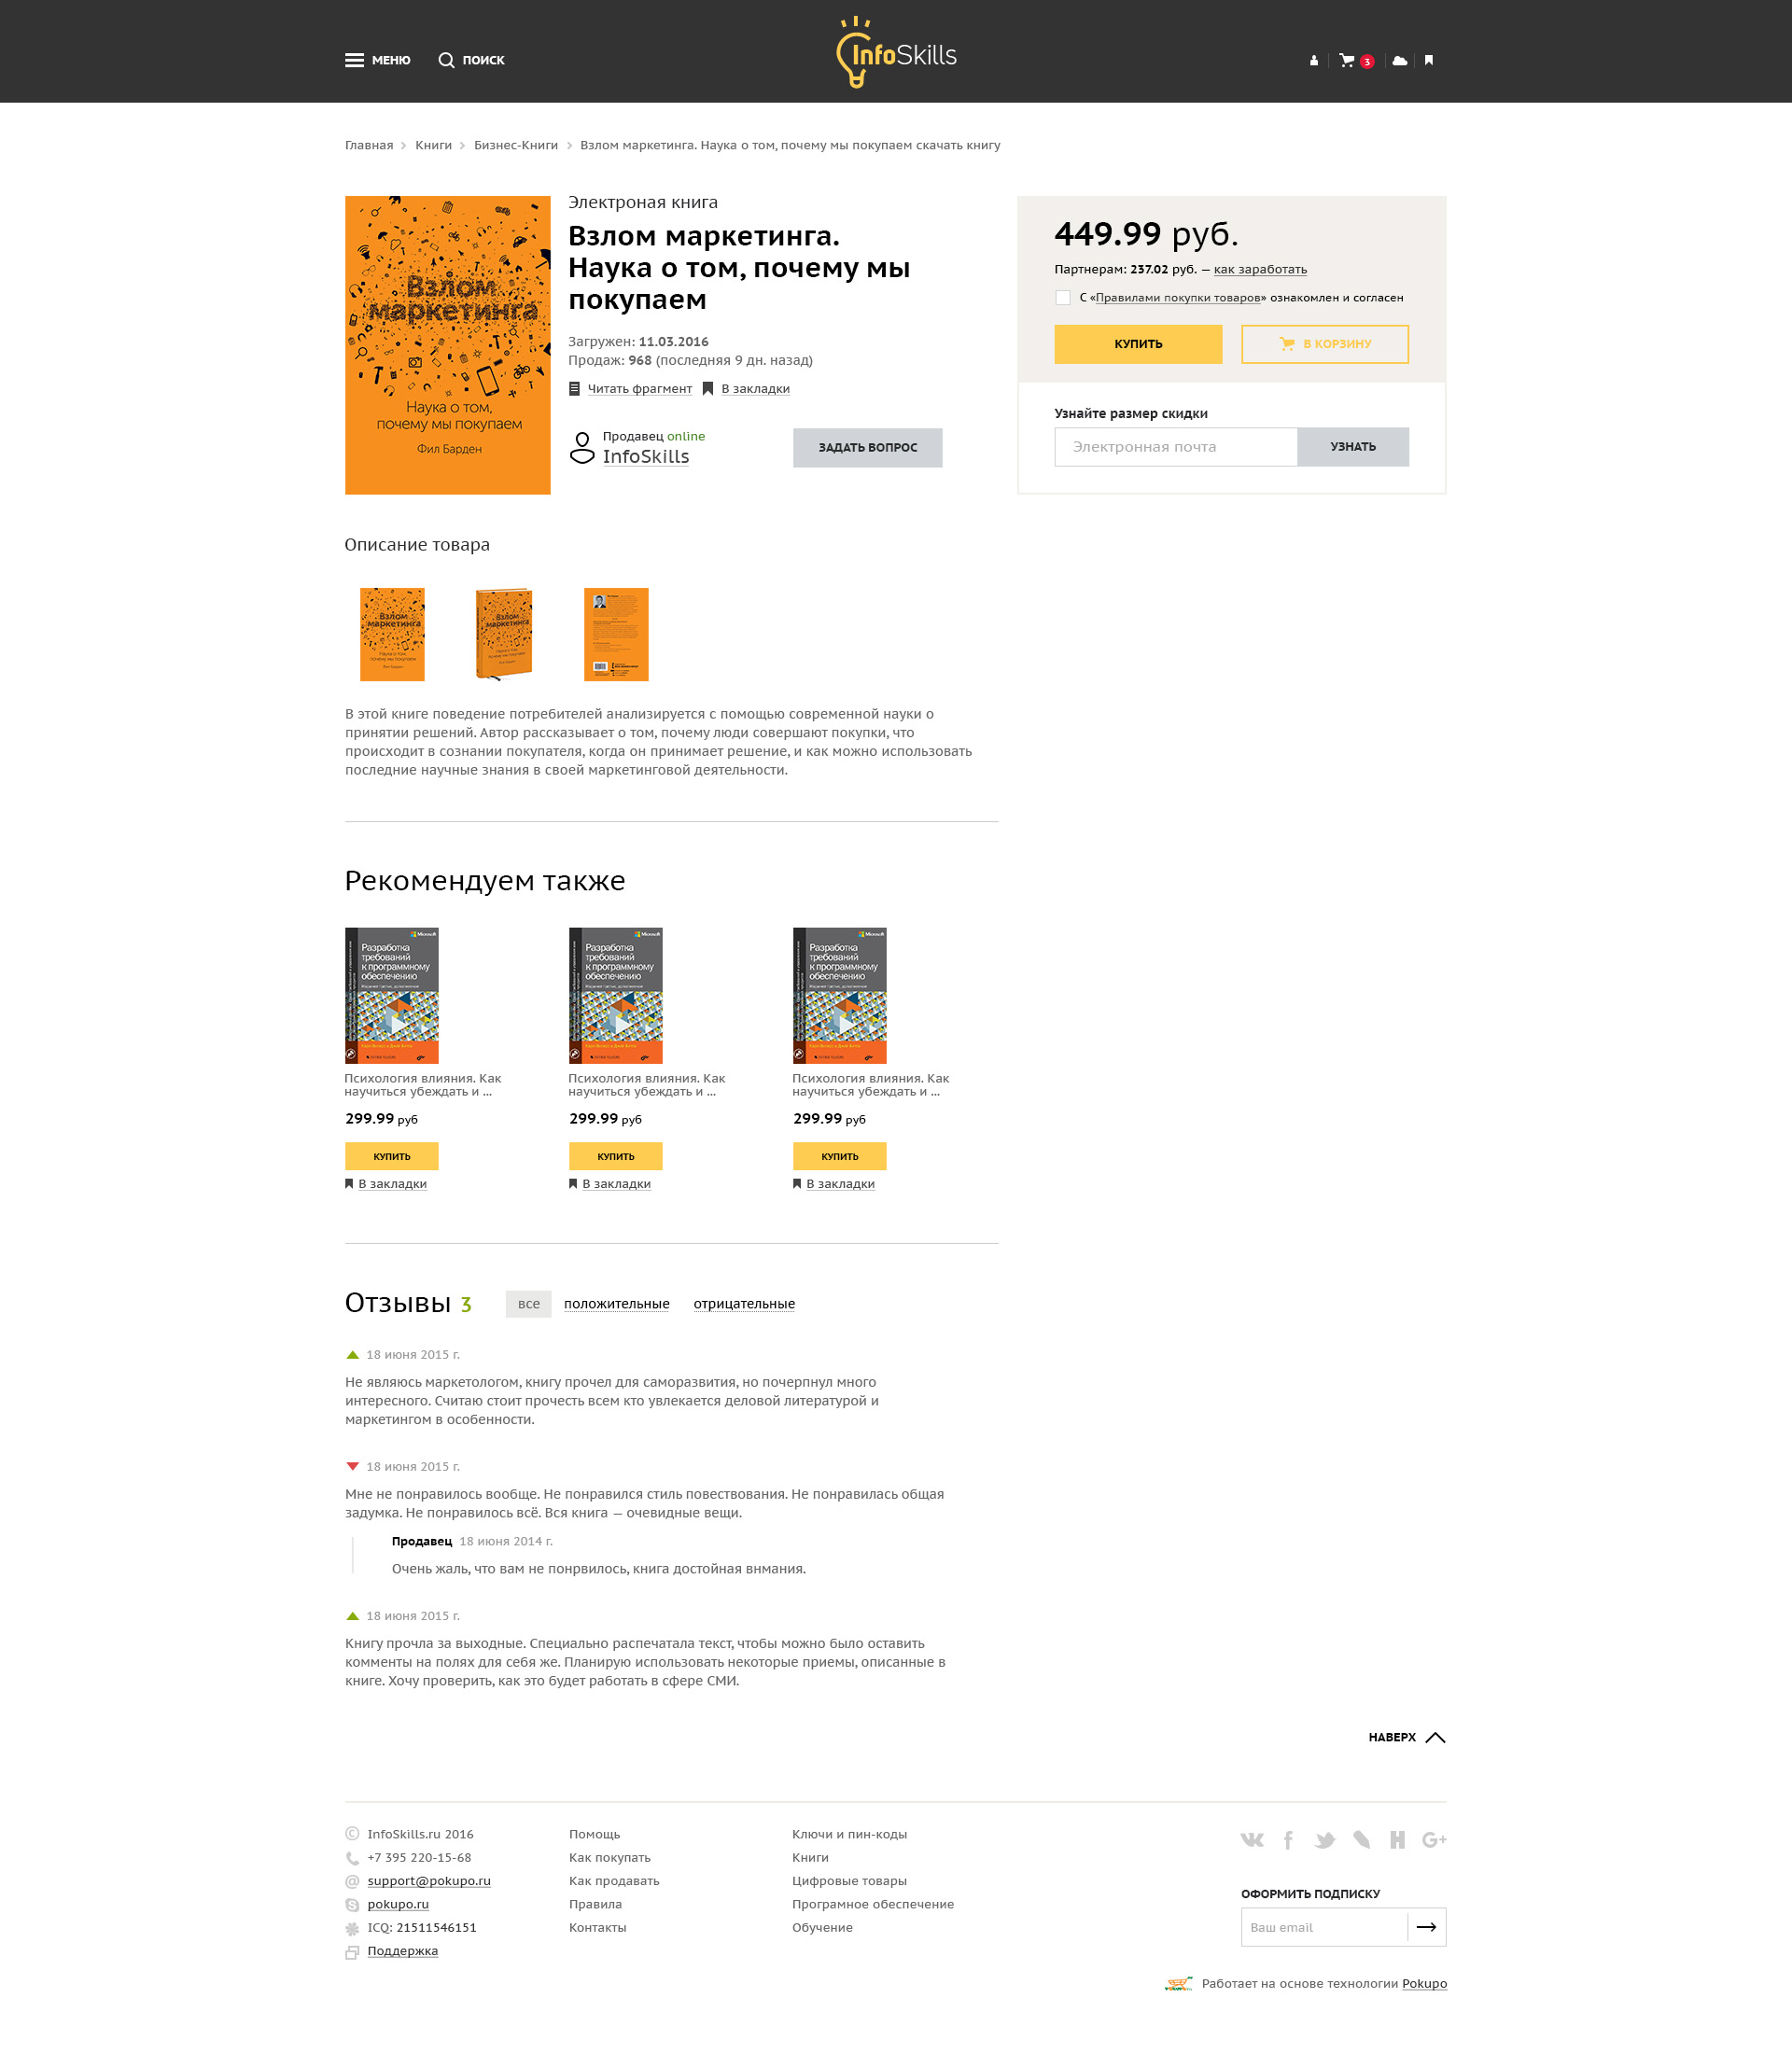 МЕНЮ
ПОИСК
InfoSkills
3
Главная
Книги
Бизнес-Книги
Взлом маркетинга. Наука о том, почему мы покупаем скачать книгу
Взлом
маркетинга
Наука о том,
почему мы покупаем
Фил Барден
Электроная книга
Взлом маркетинга.
Наука о том, почему мы
покупаем
Загружен: 11.03.2016
Продаж: 968 (последняя 9 дн. назад)
Читать фрагмент
В закладки
Продавец online
InfoSkills
ЗАДАТЬ ВОПРОС
449.99 руб.
Партнерам: 237.02 руб. — как заработать
С «Правилами покупки товаров» ознакомлен и согласен
КУПИТЬ
В КОРЗИНУ
Узнайте размер скидки
Электронная почта
УЗНАТЬ
Описание товара
Взлом
маркетинга
Наука о том,
почему мы покупаем
Взлом
маркетинга
В этой книге поведение потребителей анализируется с помощью современной науки о
принятии решений. Автор рассказывает о том, почему люди совершают покупки, что
происходит в сознании покупателя, когда он принимает решение, и как можно использовать
последние научные знания в своей маркетинговой деятельности.
Рекомендуем также
Microsoft
Разработка
требований
к программному
обеспечению
Microsoft
Разработка
требований
к программному
обеспечению
Microsoft
Разработка
требований
к программному
обеспечению
Психология влияния. Как
научиться убеждать и ...
299.99 руб
КУПИТЬ
В закладки
Психология влияния. Как
научиться убеждать и ...
299.99 руб
КУПИТЬ
В закладки
Психология влияния. Как
научиться убеждать и ...
299.99 руб
КУПИТЬ
В закладки
Отзывы 3
все
положительные
отрицательные
18 июня 2015 г.
Не являюсь маркетологом, книгу прочел для саморазвития, но почерпнул много
интересного. Считаю стоит прочесть всем кто увлекается деловой литературой и
маркетингом в особенности.
18 июня 2015 г.
Мне не понравилось вообще. Не понравился стиль повествования. Не понравилась общая
задумка. Не понравилось всё. Вся книга — очевидные вещи.
Продавец 18 июня 2014 г.
Очень жаль, что вам не понрвилось, книга достойная внмания.
18 июня 2015 г.
Книгу прочла за выходные. Специально распечатала текст, чтобы можно было оставить
комменты на полях для себя же. Планирую использовать некоторые приемы, описанные в
книге. Хочу проверить, как это будет работать в сфере СМИ.
НАВЕРХ
© InfoSkills.ru 2016
+7 395 220-15-68
support@pokupo.ru
pokupo.ru
ICQ: 21511546151
Поддержка
Помощь
Как покупать
Как продавать
Правила
Контакты
Ключи и пин-коды
Книги
Цифровые товары
Програмное обеспечение
Обучение
ОФОРМИТЬ ПОДПИСКУ
Ваш email
Работает на основе технологии Pokupo